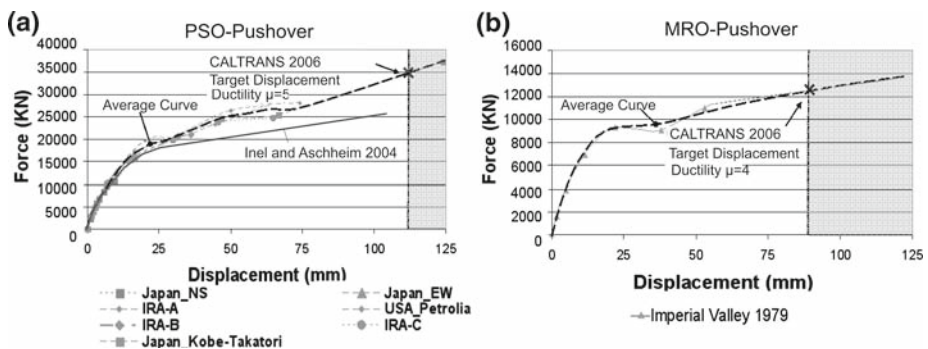 (a) PSO-Pushover
40000
35000
30000
25000
20000
15000
10000
5000
0
Force (KN)
CALTRANS 2006
Target Displacement
Ductility μ=5
Average Curve
Inel and Aschheim 2004
0 25 50 75 100 125
Displacement (mm)
Japan_NS
Japan_EW
IRA-A
USA_Petrolia
IRA-B
IRA-C
Japan_Kobe-Takatori
(b) MRO-Pushover
16000
14000
12000
10000
8000
6000
4000
2000
0
Force (KN)
Average Curve
CALTRANS 2006
Target Displacement
Ductility μ=4
0 25 50 75 100 125
Displacement (mm)
Imperial Valley 1979